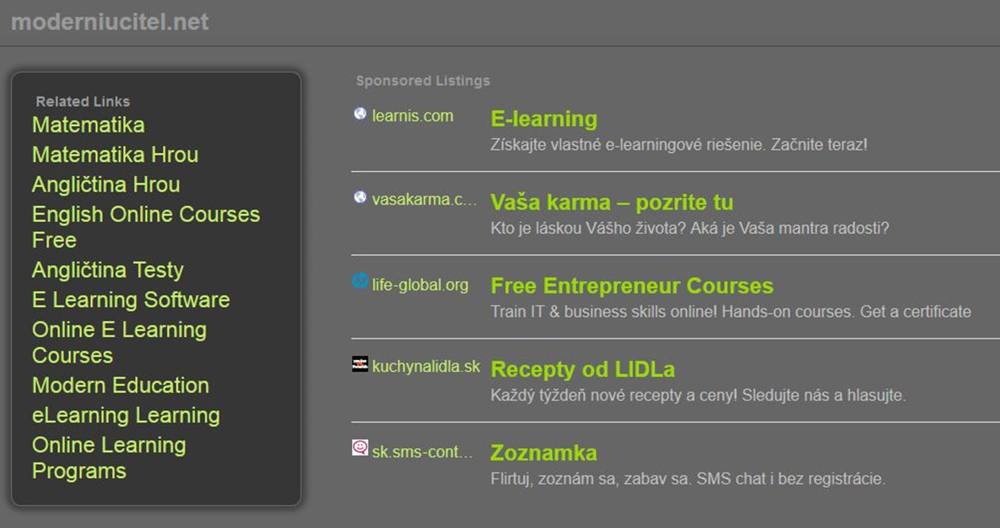 moderniucitel.net
Related Links
Matematika
Matematika Hrou
Angličtina Hrou
English Online Courses
Free
Angličtina Testy
E Learning Software
Online E Learning
Courses
Modern Education
eLearning Learning
Online Learning
Programs
Sponsored Listings
learnis.com
E-learning
Získajte vlastné e-learningové riešenie. Začnite teraz!
vasakarma.c...
Vaša karma – pozrite tu
Kto je láskou Vášho života? Aká je Vaša mantra radosti?
life-global.org
Free Entrepreneur Courses
Train IT & business skills online! Hands-on courses. Get a certificate
kuchynalidla.sk
Recepty od LIDLa
Každý týždeň nové recepty a ceny! Sledujte nás a hlasujte.
sk.sms-cont...
Zoznamka
Flirtuj, zoznám sa, zabav sa. SMS chat i bez registrácie.